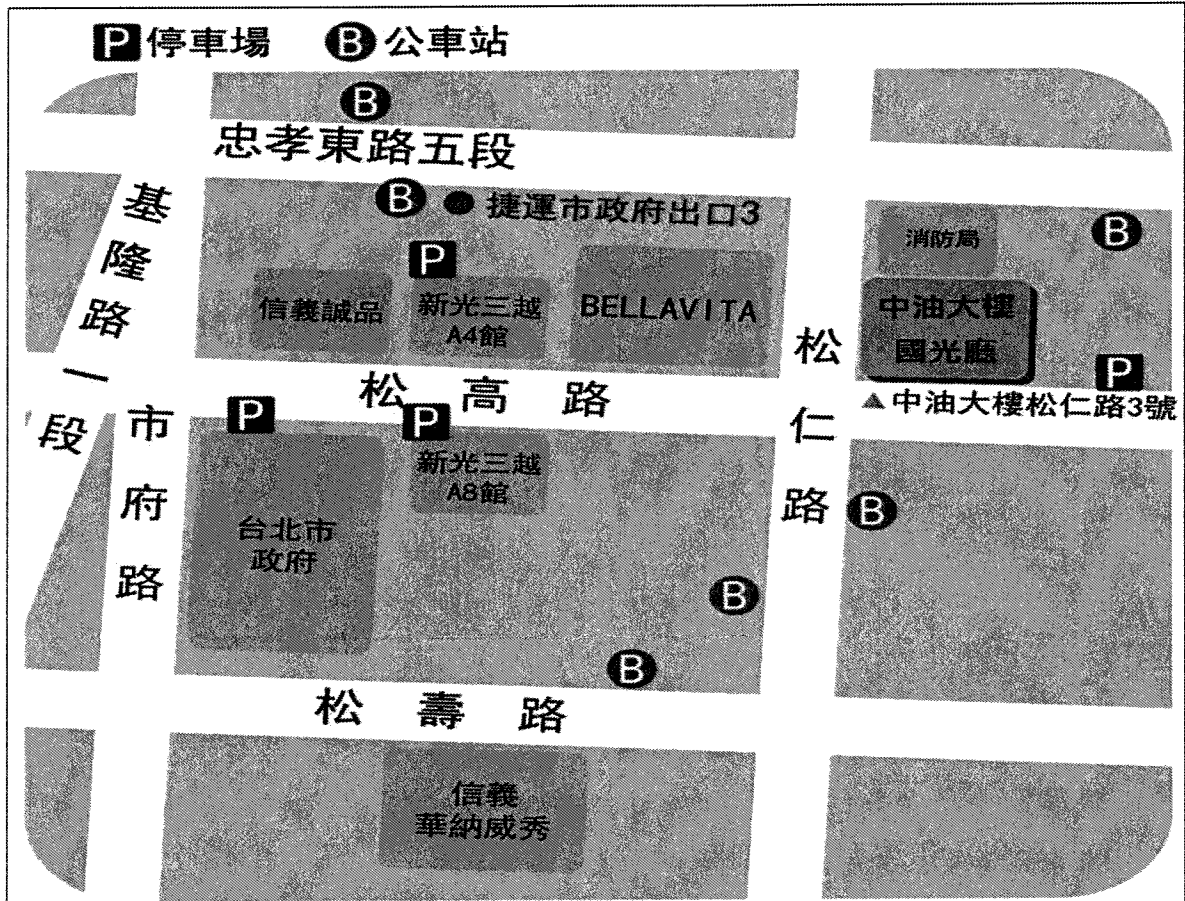 P停車場 B公車站
B
忠孝東路五段
B 捷運市政府出口3
基隆路一段
消防局
B
P
信義誠品
新光三越
A4館
BELLAVITA
中油大樓
國光廳
P
▲中油大樓松仁路3號
松高路
松仁路
市府路
P
P
新光三越
A8館
台北市
政府
B
B
B
松壽路
信義
華納威秀